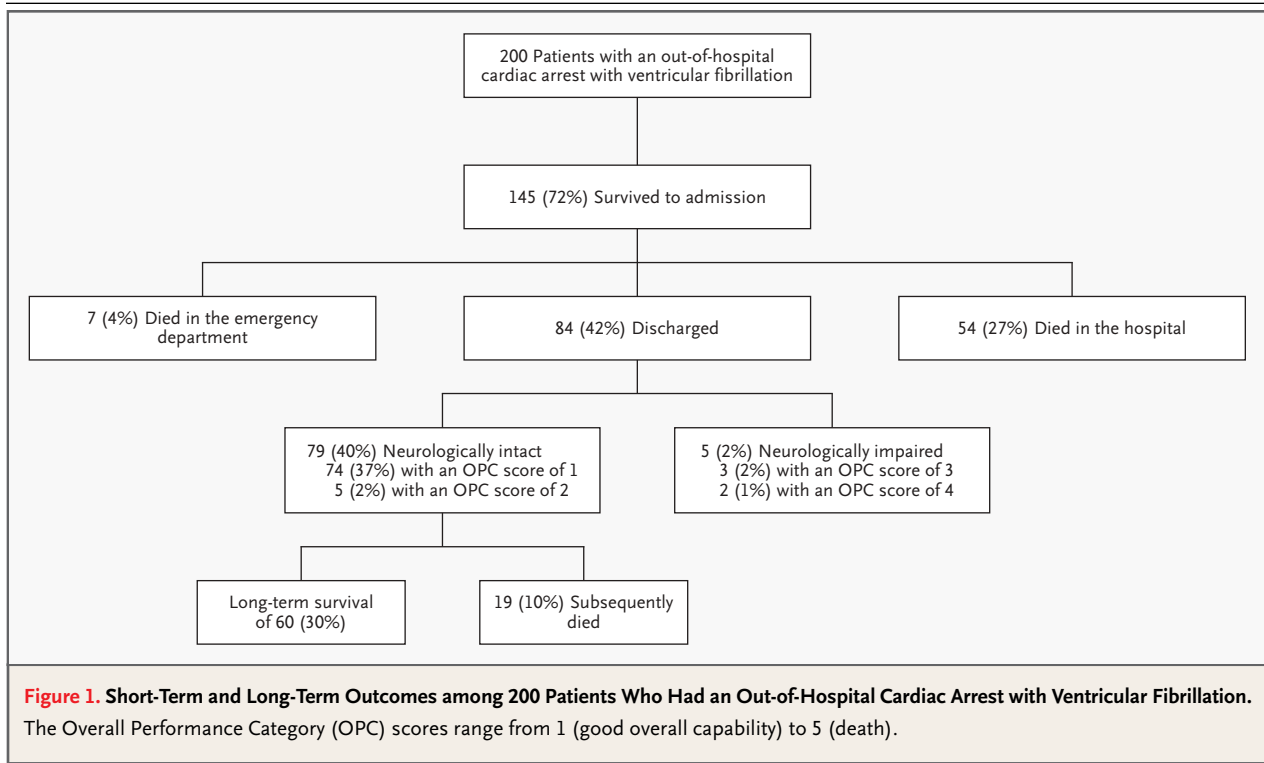 200 Patients with an out-of-hospital
cardiac arrest with ventricular fibrillation
145 (72%) Survived to admission
7 (4%) Died in the emergency
department
84 (42%) Discharged
54 (27%) Died in the hospital
79 (40%) Neurologically intact
74 (37%) with an OPC score of 1
5 (2%) with an OPC score of 2
5 (2%) Neurologically impaired
3 (2%) with an OPC score of 3
2 (1%) with an OPC score of 4
Long-term survival
of 60 (30%)
19 (10%) Subsequently
died
Figure 1. Short-Term and Long-Term Outcomes among 200 Patients Who Had an Out-of-Hospital Cardiac Arrest with Ventricular Fibrillation.
The Overall Performance Category (OPC) scores range from 1 (good overall capability) to 5 (death).